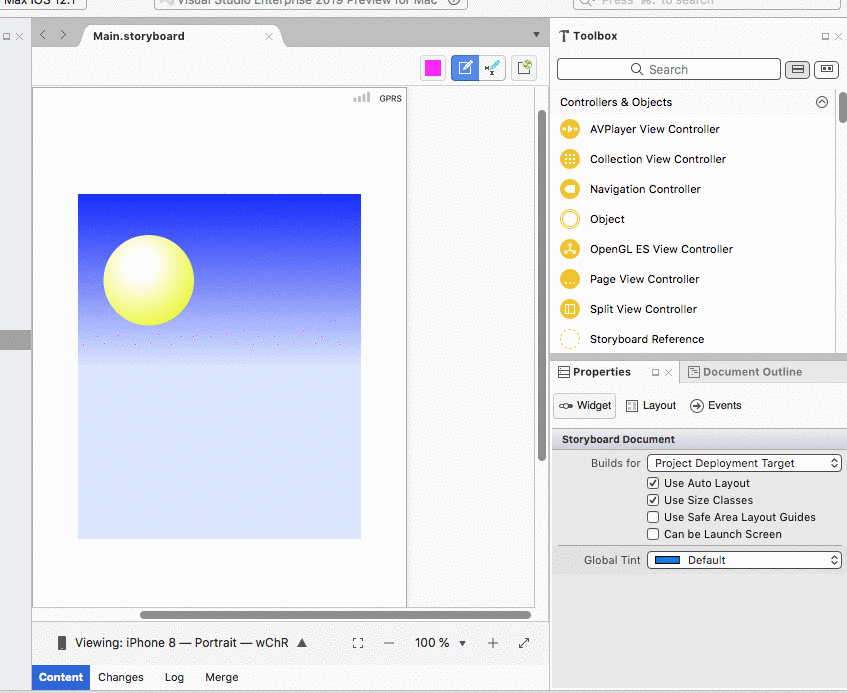 Max iOS 12.1
Visual Studio Enterprise 2019 Preview for Mac
Press ⌘. to search
Main.storyboard
GPRS
Viewing: iPhone 8 — Portrait — wChR
100 %
Content
Changes
Log
Merge
Toolbox
Search
Controllers & Objects
AVPlayer View Controller
Collection View Controller
Navigation Controller
Object
OpenGL ES View Controller
Page View Controller
Split View Controller
Storyboard Reference
Properties
Document Outline
Widget
Layout
Events
Storyboard Document
Builds for Project Deployment Target
Use Auto Layout
Use Size Classes
Use Safe Area Layout Guides
Can be Launch Screen
Global Tint Default